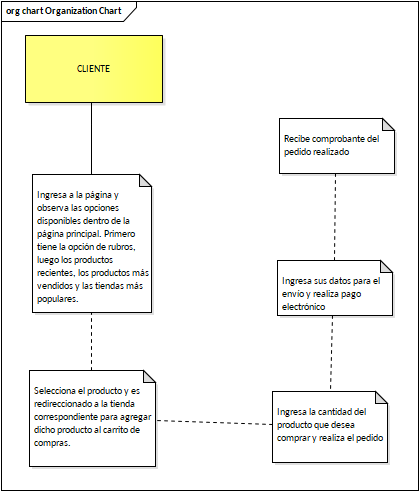 org chart Organization Chart
CLIENTE
Ingresa a la página y
observa las opciones
disponibles dentro de la
página principal. Primero
tiene la opción de rubros,
luego los productos
recientes, los productos más
vendidos y las tiendas más
populares.
Selecciona el producto y es
redireccionado a la tienda
correspondiente para agregar
dicho producto al carrito de
compras.
Ingresa la cantidad del
producto que desea
comprar y realiza el pedido
Ingresa sus datos para el
envío y realiza pago
electrónico
Recibe comprobante del
pedido realizado